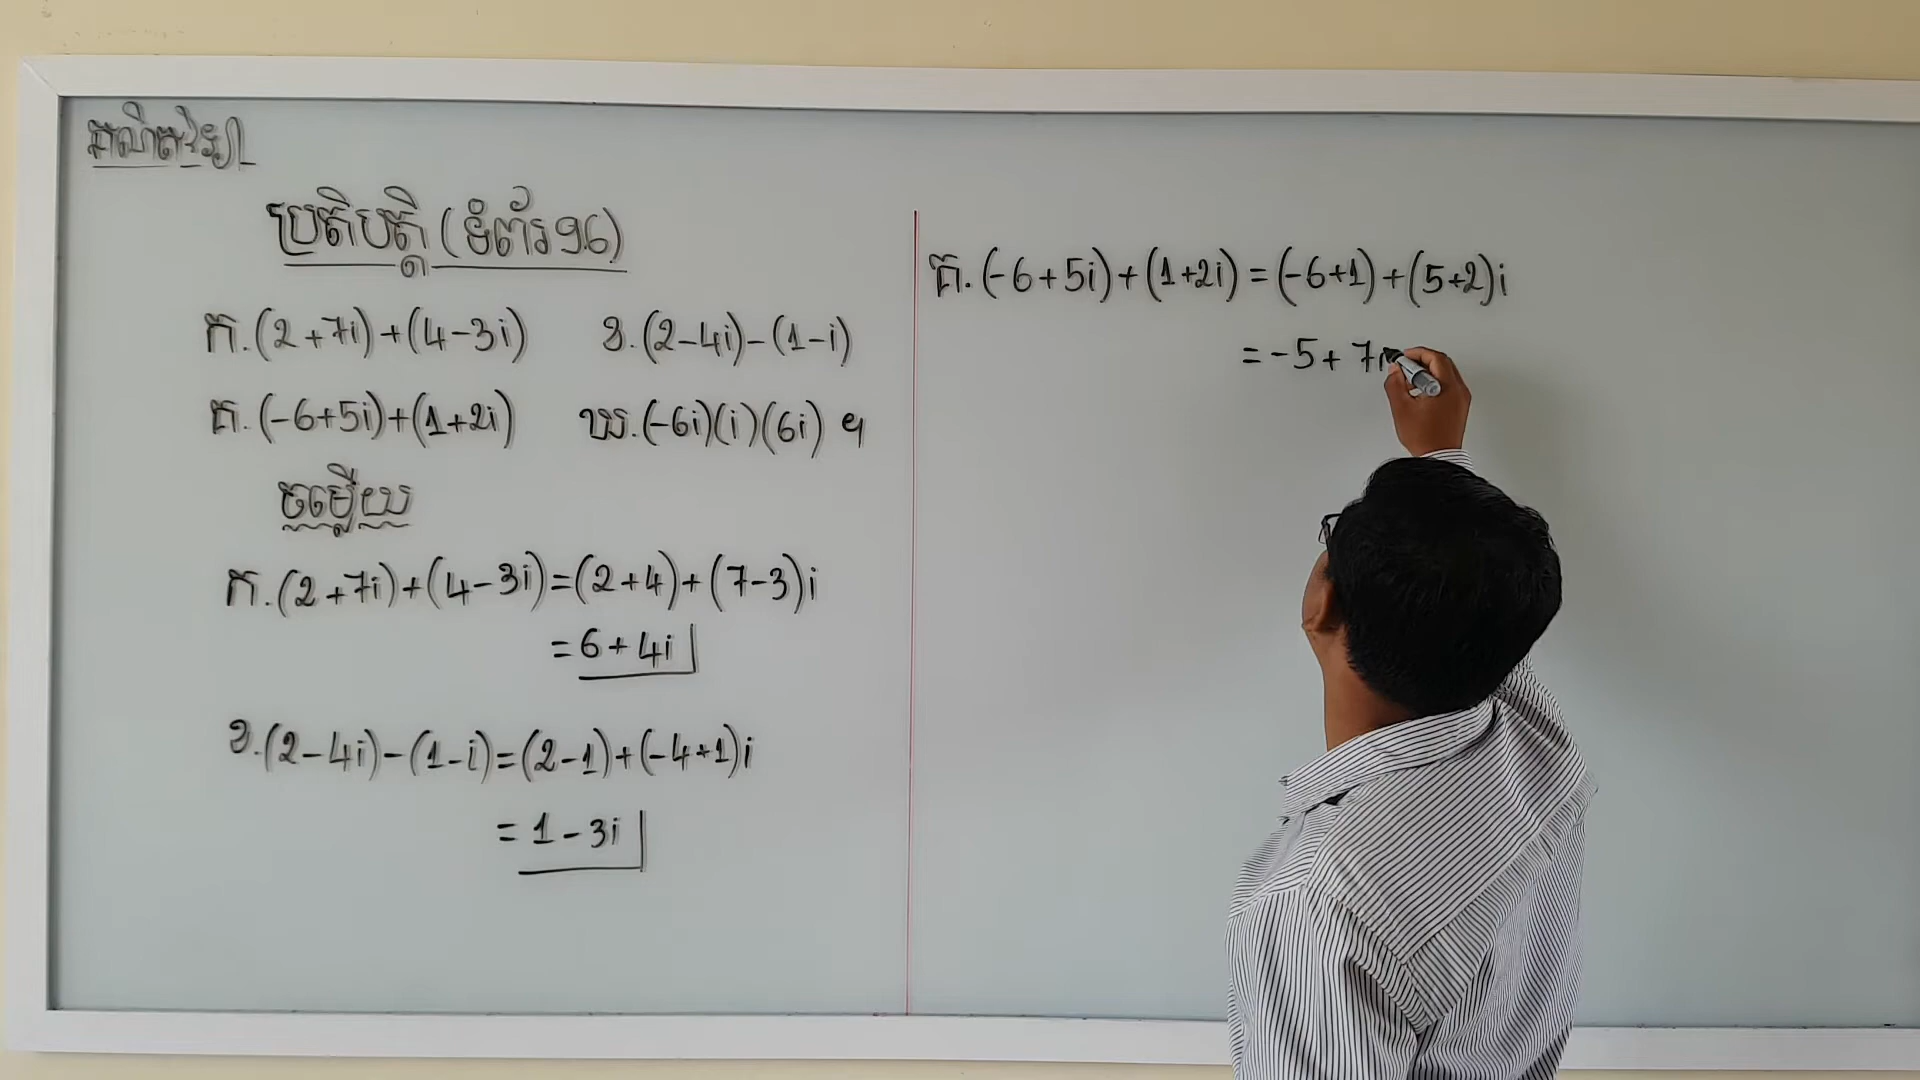 គណិតវិទ្យា
ប្រតិបត្តិ (ទំព័រ 96)
ក. (2+7i)+(4-3i) ខ. (2-4i)-(1-i)
គ. (-6+5i)+(1+2i) ឃ. (-6i)(i)(6i) ។
ចម្លើយ
ក. (2+7i)+(4-3i)=(2+4)+(7-3)i
= 6+4i
ខ. (2-4i)-(1-i)=(2-1)+(-4+1)i
= 1-3i
គ. (-6+5i)+(1+2i)=(-6+1)+(5+2)i
= -5+7i